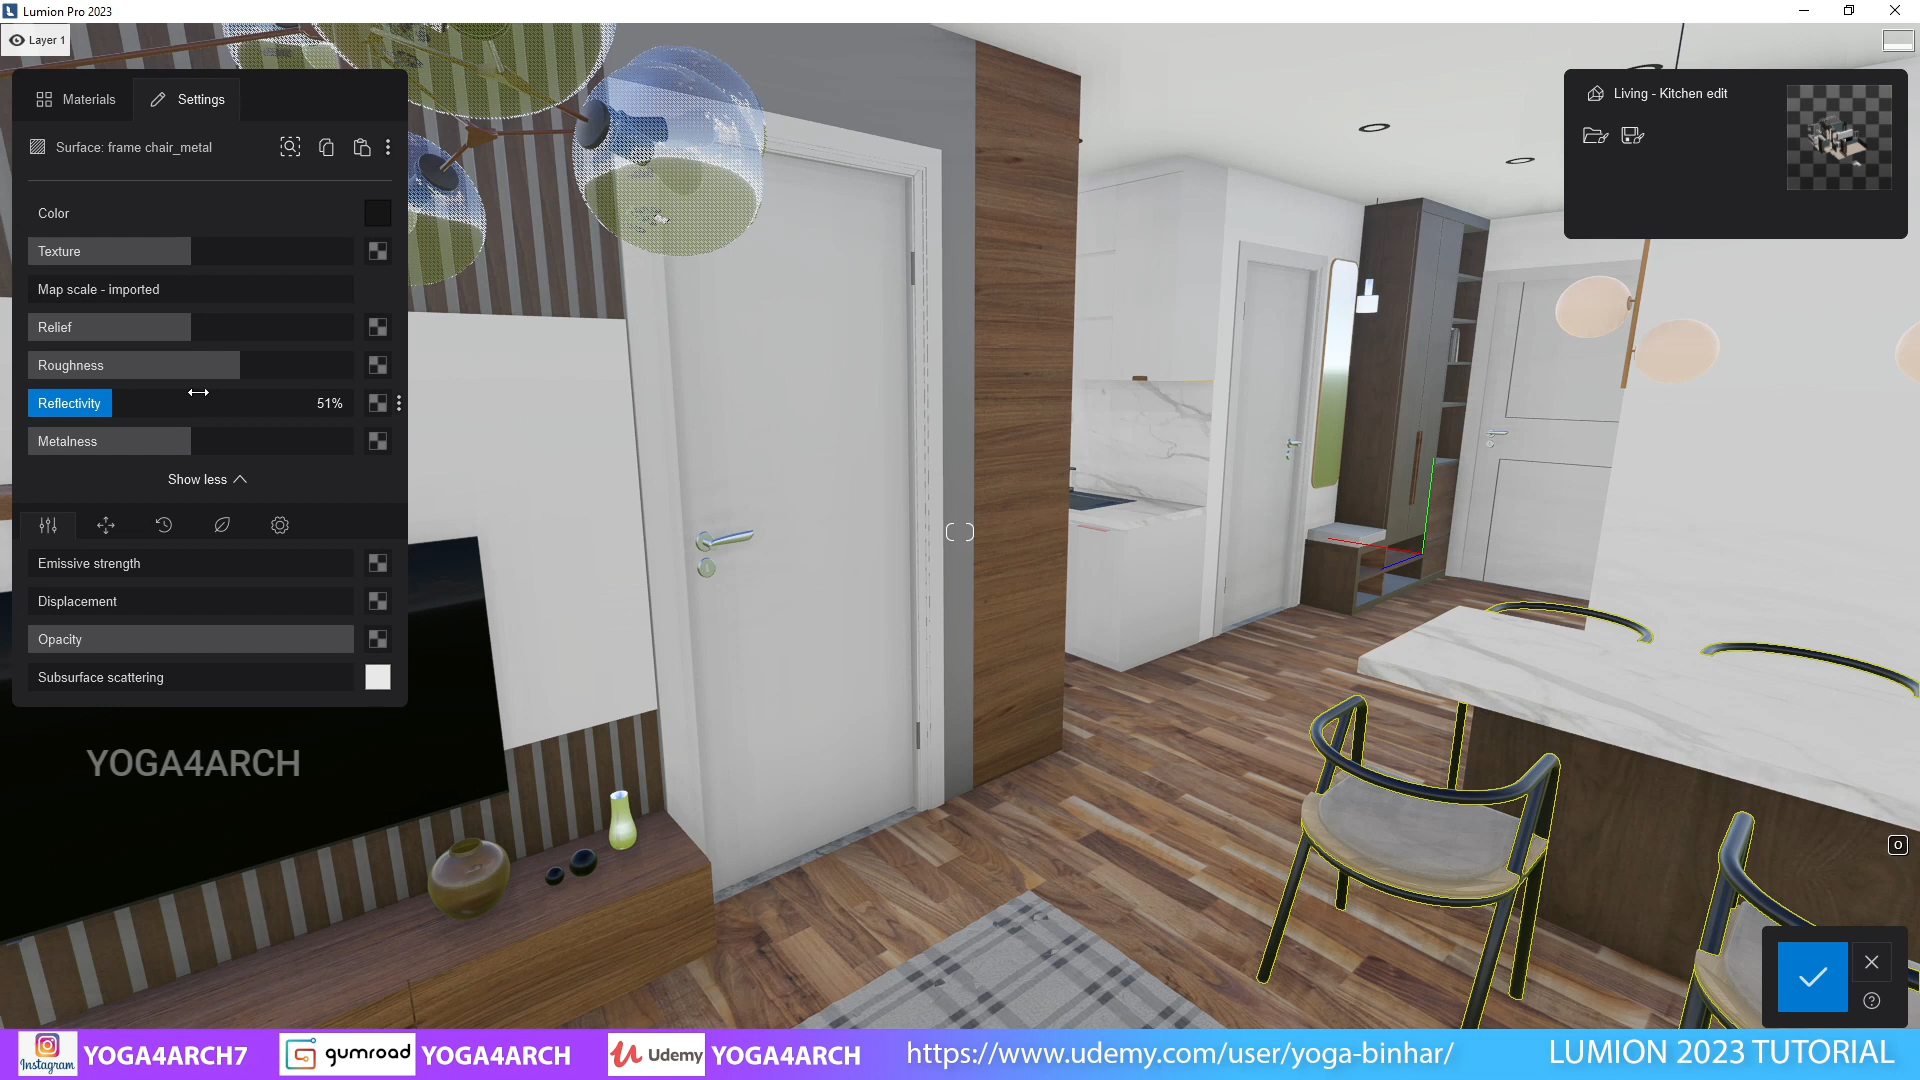 Lumion Pro 2023
Layer 1
Materials
Settings
Surface: frame chair_metal
Color
Texture
Map scale - imported
Relief
Roughness
Reflectivity 51%
Metalness
Show less
Emissive strength
Displacement
Opacity
Subsurface scattering
Living - Kitchen edit
O
YOGA4ARCH
Instagram YOGA4ARCH7
gumroad YOGA4ARCH
Udemy YOGA4ARCH
https://www.udemy.com/user/yoga-binhar/
LUMION 2023 TUTORIAL